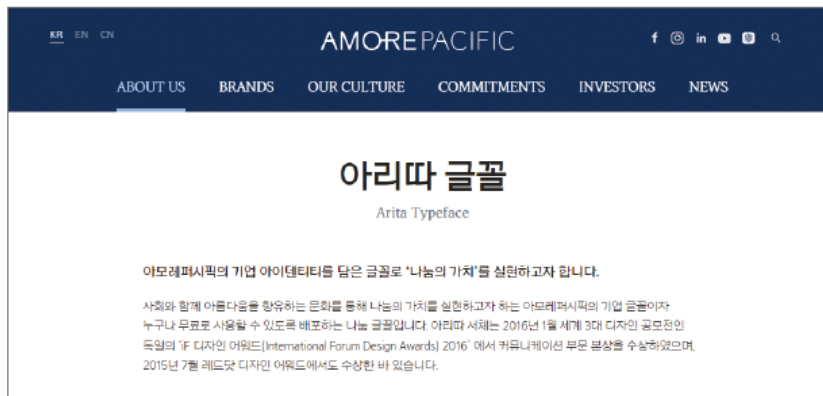 KR EN CN
AMOREPACIFIC
ABOUT US BRANDS OUR CULTURE COMMITMENTS INVESTORS NEWS
아리따 글꼴
Arita Typeface
아모레퍼시픽의 기업 아이덴티티를 담은 글꼴로 '나눔의 가치'를 실현하고자 합니다.
사회와 함께 아름다움을 향유하는 문화를 통해 나눔의 가치를 실현하고자 하는 아모레퍼시픽의 기업 글꼴이자
누구나 무료로 사용할 수 있도록 배포하는 나눔 글꼴입니다. 아리따 서체는 2016년 1월 세계 3대 디자인 공모전인
독일의 'iF 디자인 어워드(International Forum Design Awards) 2016' 에서 커뮤니케이션 부문 본상을 수상하였으며,
2015년 7월 레드닷 디자인 어워드에서도 수상한 바 있습니다.